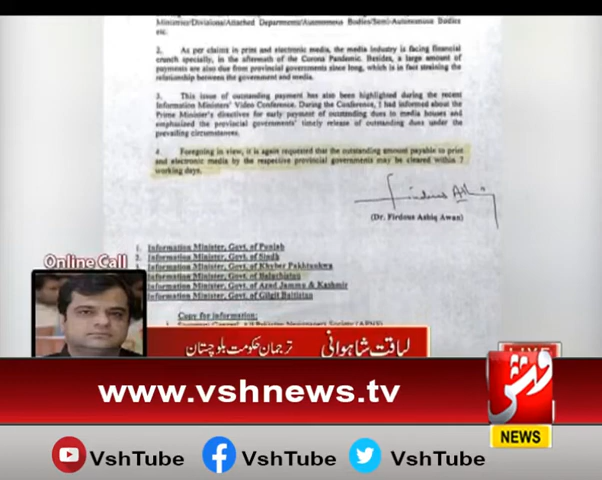 Ministries/Divisions/Attached Departments/Autonomous Bodies/Semi-Autonomous Bodies
etc.
2. As per claims in print and electronic media, the media industry is facing financial
crunch specially, in the aftermath of the Corona Pandemic. Besides, a large amount of
payments are also due from provincial governments since long, which is in fact straining the
relationship between the government and media.
3. This issue of outstanding payment has also been highlighted during the recent
Information Ministers' Video Conference. During the Conference, I had informed about the
Prime Minister's directives for early payment of outstanding dues to media houses and
emphasized the provincial governments' timely release of outstanding dues under the
prevailing circumstances.
4. Foregoing in view, it is again requested that the outstanding amount payable to print
and electronic media by the respective provincial governments may be cleared within 7
working days.
(Dr. Firdous Ashiq Awan)
1. Information Minister, Govt. of Punjab
2. Information Minister, Govt. of Sindh
Information Minister, Govt. of Khyber Pakhtunkwa
Information Minister, Govt. of Balochistan
Information Minister, Govt. of Azad Jammu & Kashmir
Information Minister, Govt. of Gilgit Baltistan
Copy for information:
Online Call
لیاقت شاہوانی ترجمان حکومت بلوچستان
LIVE
www.vshnews.tv
وش
NEWS
VshTube VshTube VshTube